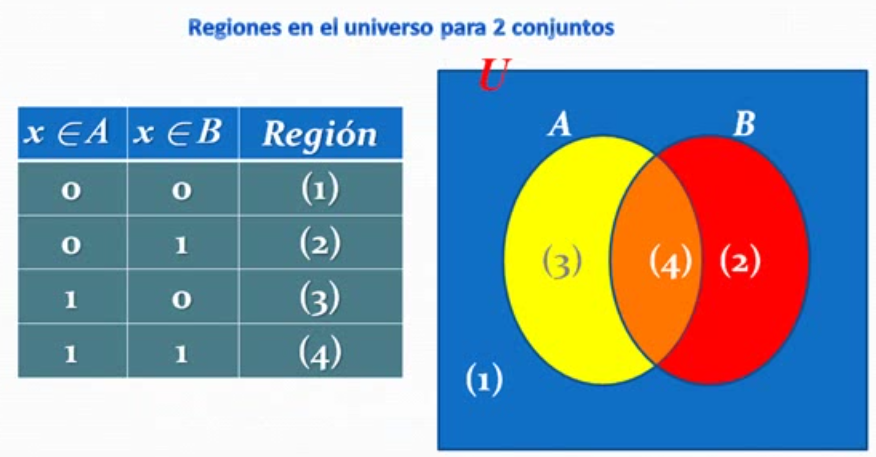 Regiones en el universo para 2 conjuntos
U
x ∈ A x ∈ B Región
0 0 (1)
0 1 (2)
1 0 (3)
1 1 (4)
A B
(3) (4) (2)
(1)